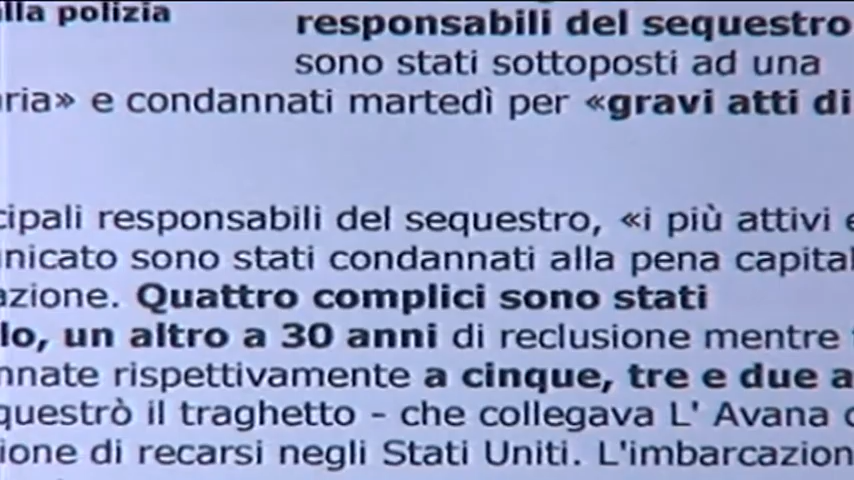 lla polizia
responsabili del sequestro
sono stati sottoposti ad una
aria» e condannati martedì per «gravi atti di
cipali responsabili del sequestro, «i più attivi e
nicato sono stati condannati alla pena capital
azione. Quattro complici sono stati
lo, un altro a 30 anni di reclusione mentre
nnate rispettivamente a cinque, tre e due a
questrò il traghetto - che collegava L' Avana c
ione di recarsi negli Stati Uniti. L'imbarcazion